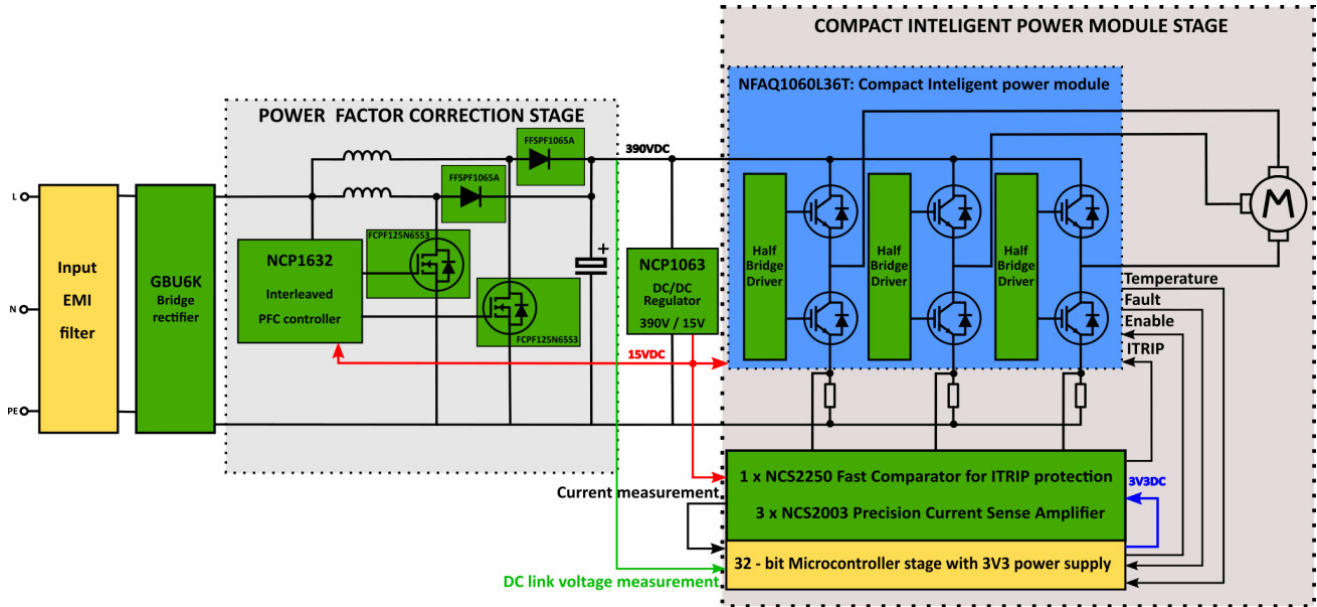 COMPACT INTELIGENT POWER MODULE STAGE
NFAQ1060L36T: Compact Inteligent power module
POWER FACTOR CORRECTION STAGE
FFSPF1065A
390VDC
FFSPF1065A
L
N
PE
Input
EMI
filter
GBU6K
Bridge
rectifier
FCPF125N65S3
NCP1632
Interleaved
PFC controller
FCPF125N65S3
+
NCP1063
DC/DC
Regulator
390V / 15V
15VDC
Half
Bridge
Driver
Half
Bridge
Driver
Half
Bridge
Driver
M
Temperature
Fault
Enable
ITRIP
1 x NCS2250 Fast Comparator for ITRIP protection
3 x NCS2003 Precision Current Sense Amplifier
3V3DC
Current measurement
32 - bit Microcontroller stage with 3V3 power supply
DC link voltage measurement